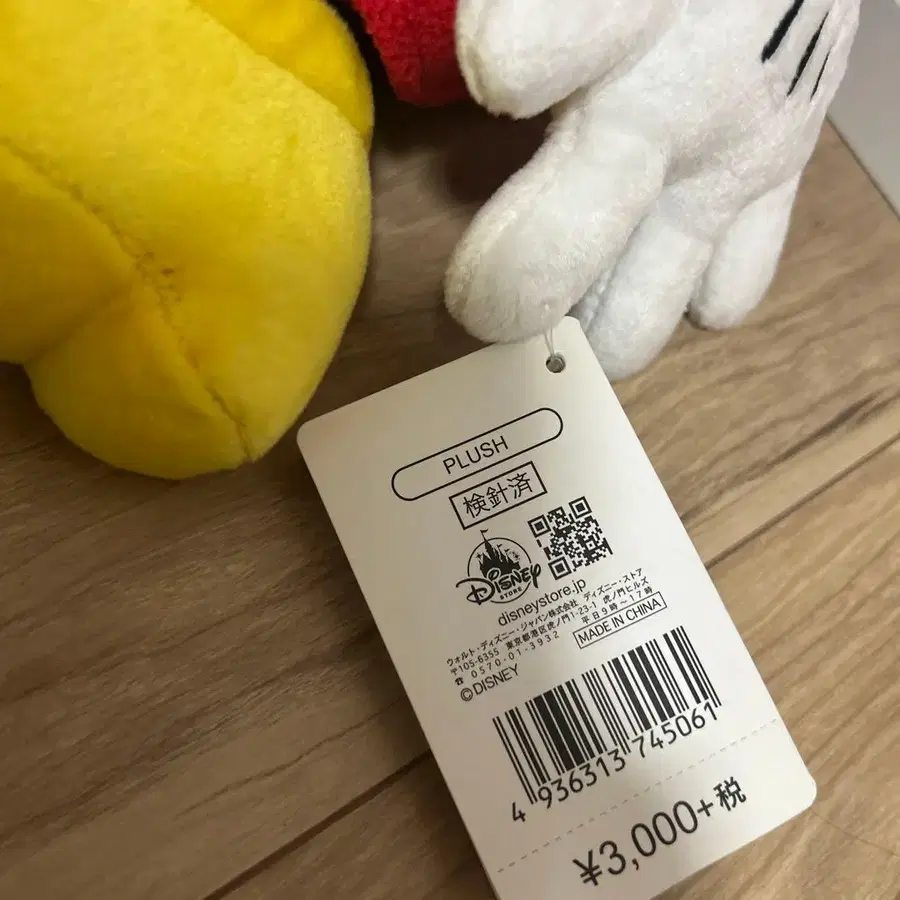 PLUSH
検針済
DISNEY
STORE
disneystore.jp
ウォルト・ディズニー・ジャパン株式会社 ディズニー・ストア
〒105-6355 東京都港区虎ノ門1-23-1 虎ノ門ヒルズ
☎ 0570-01-3932 平日9時〜17時
©DISNEY MADE IN CHINA
4 936313 745061
¥3,000+税